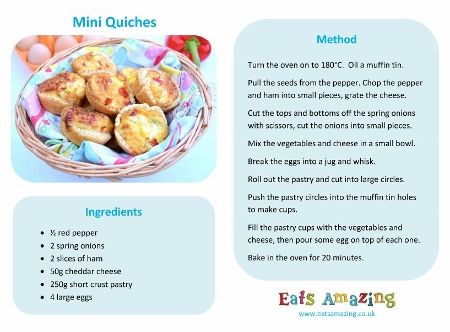 Mini Quiches
Ingredients
• ½ red pepper
• 2 spring onions
• 2 slices of ham
• 50g cheddar cheese
• 250g short crust pastry
• 4 large eggs
Method
Turn the oven on to 180°C. Oil a muffin tin.
Pull the seeds from the pepper. Chop the pepper
and ham into small pieces, grate the cheese.
Cut the tops and bottoms off the spring onions
with scissors, cut the onions into small pieces.
Mix the vegetables and cheese in a small bowl.
Break the eggs into a jug and whisk.
Roll out the pastry and cut into large circles.
Push the pastry circles into the muffin tin holes
to make cups.
Fill the pastry cups with the vegetables and
cheese, then pour some egg on top of each one.
Bake in the oven for 20 minutes.
Eats Amazing
www.eatsamazing.co.uk